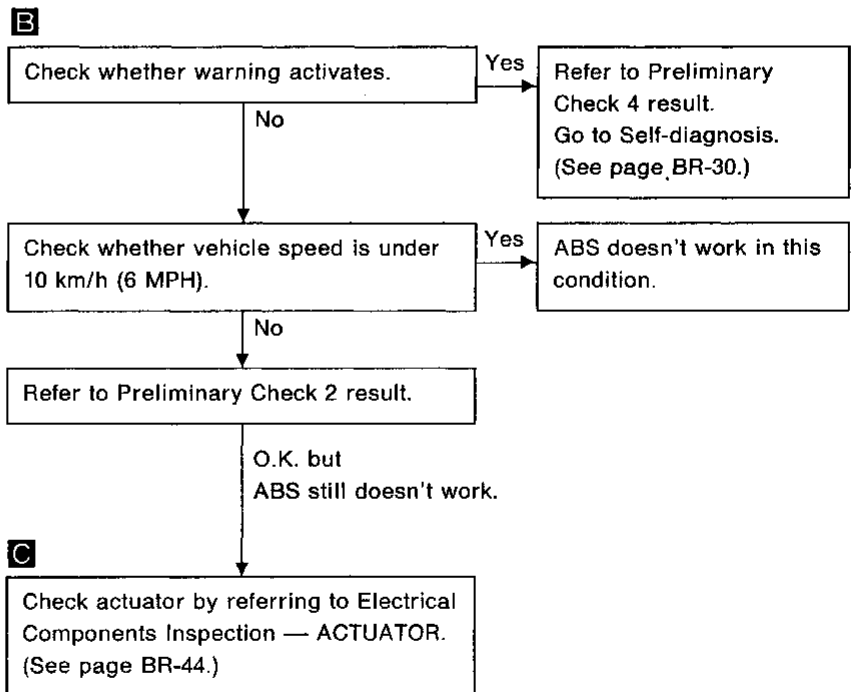 B
Check whether warning activates.
Yes
Refer to Preliminary
Check 4 result.
Go to Self-diagnosis.
(See page BR-30.)
No
Check whether vehicle speed is under
10 km/h (6 MPH).
Yes
ABS doesn't work in this
condition.
No
Refer to Preliminary Check 2 result.
O.K. but
ABS still doesn't work.
C
Check actuator by referring to Electrical
Components Inspection — ACTUATOR.
(See page BR-44.)